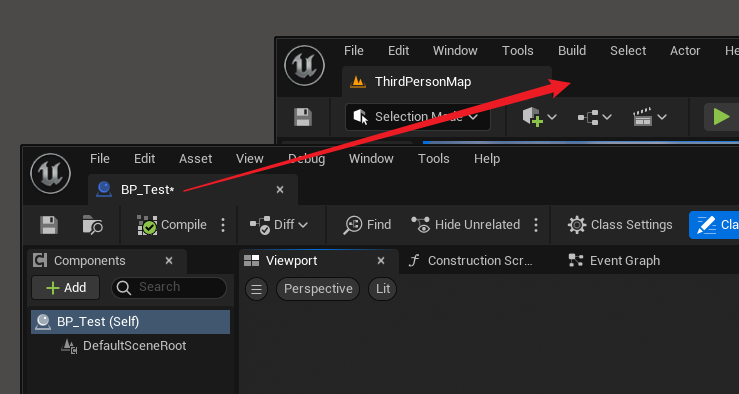 File Edit Window Tools Build Select Actor He
ThirdPersonMap
Selection Mode
File Edit Asset View Debug Window Tools Help
BP_Test*
Compile Diff Find Hide Unrelated Class Settings Cla
Components Viewport Construction Scr... Event Graph
Add Search Perspective Lit
BP_Test (Self)
DefaultSceneRoot